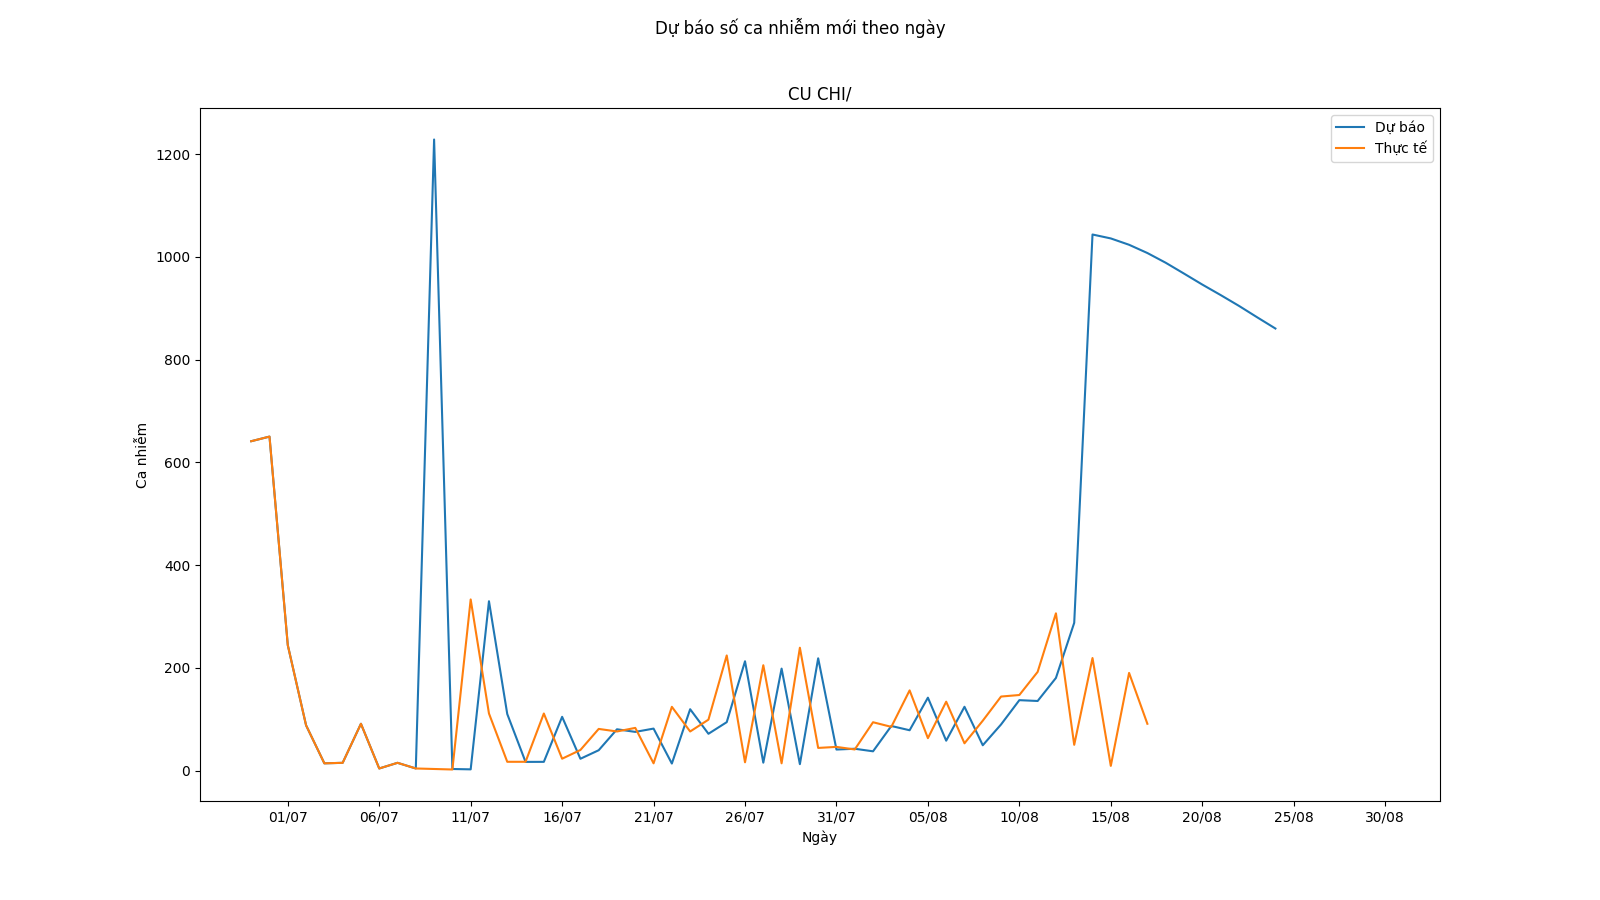 Dự báo số ca nhiễm mới theo ngày
CU CHI/
Dự báo
Thực tế
1200
1000
800
600
400
200
0
Ca nhiễm
01/07 06/07 11/07 16/07 21/07 26/07 31/07 05/08 10/08 15/08 20/08 25/08 30/08
Ngày